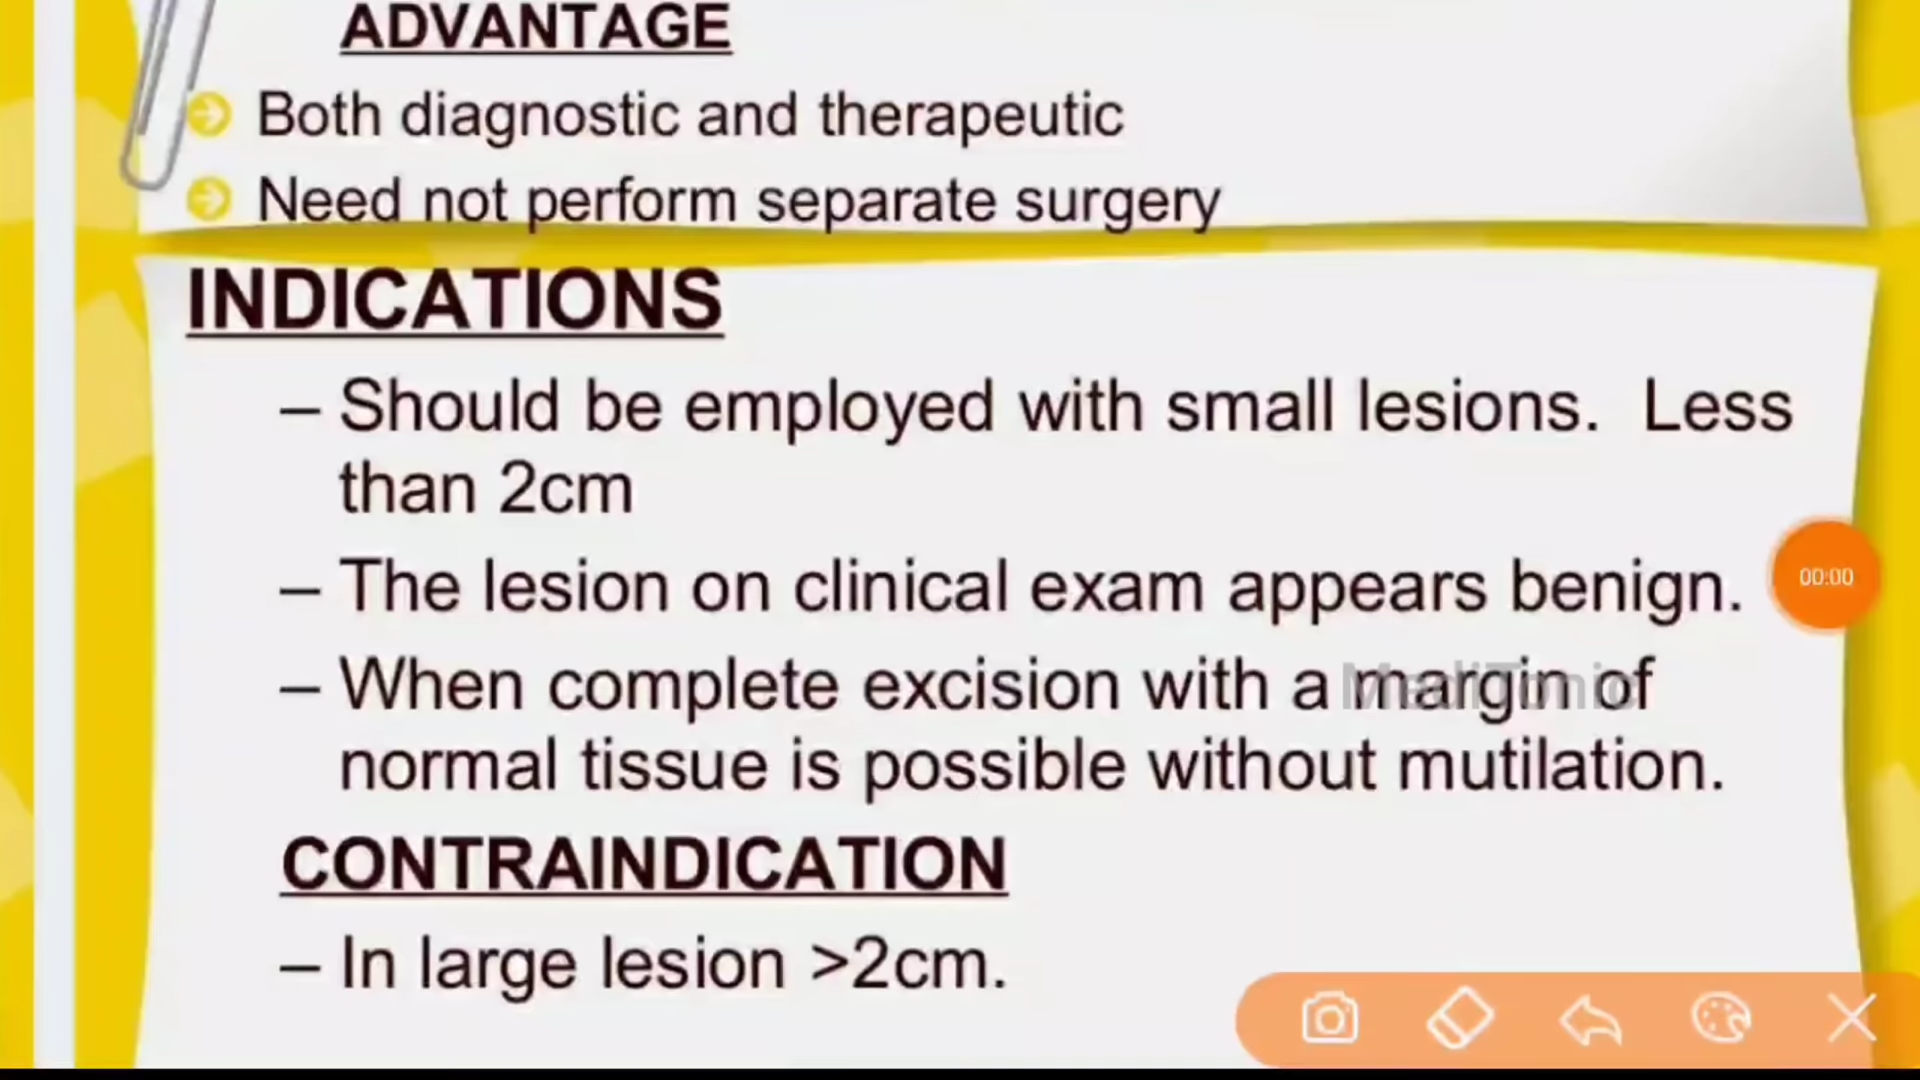 ADVANTAGE
Both diagnostic and therapeutic
Need not perform separate surgery
INDICATIONS
– Should be employed with small lesions. Less
than 2cm
– The lesion on clinical exam appears benign.
00:00
– When complete excision with a margin of
MediTonic
normal tissue is possible without mutilation.
CONTRAINDICATION
– In large lesion >2cm.